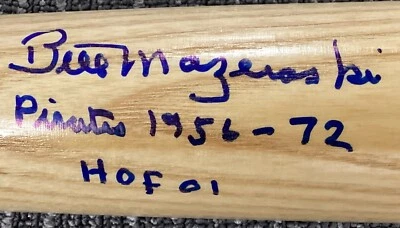 Bill Mazeroski
Pirates 1956-72
HOF 01